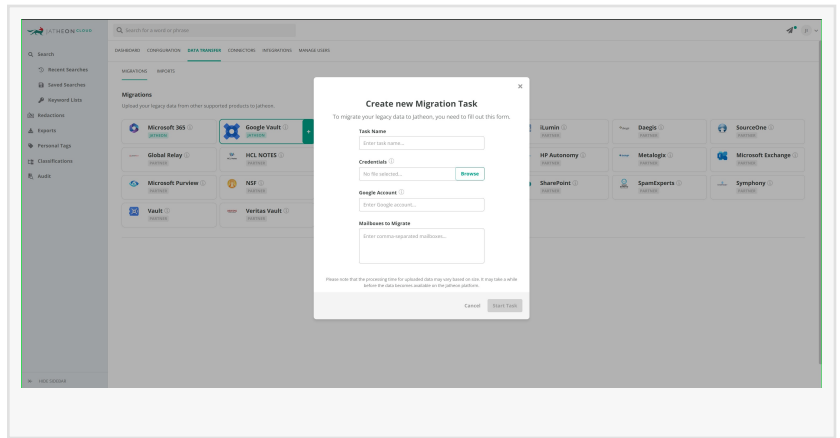 JATHEON CLOUD
Search for a word or phrase
JL
Search
Recent Searches
Saved Searches
Keyword Lists
Redactions
Exports
Personal Tags
Classifications
Audit
HIDE SIDEBAR
DASHBOARD CONFIGURATION DATA TRANSFER CONNECTORS INTEGRATIONS MANAGE USERS
MIGRATIONS IMPORTS
Migrations
Upload your legacy data from other supported products to Jatheon.
Microsoft 365
JATHEON
Google Vault
JATHEON
+
iLumin
PARTNER
Daegis
PARTNER
SourceOne
PARTNER
Global Relay
PARTNER
HCL NOTES
PARTNER
HP Autonomy
PARTNER
Metalogix
PARTNER
Microsoft Exchange
PARTNER
Microsoft Purview
PARTNER
NSF
PARTNER
SharePoint
PARTNER
SpamExperts
PARTNER
Symphony
PARTNER
Vault
PARTNER
Veritas Vault
PARTNER
Create new Migration Task
To migrate your legacy data to Jatheon, you need to fill out this form.
Task Name
Enter task name...
Credentials
No file selected...
Browse
Google Account
Enter Google account...
Mailboxes to Migrate
Enter comma-separated mailboxes...
Please note that the processing time for uploaded data may vary based on size. It may take a while
before the data becomes available on the Jatheon platform.
Cancel
Start Task